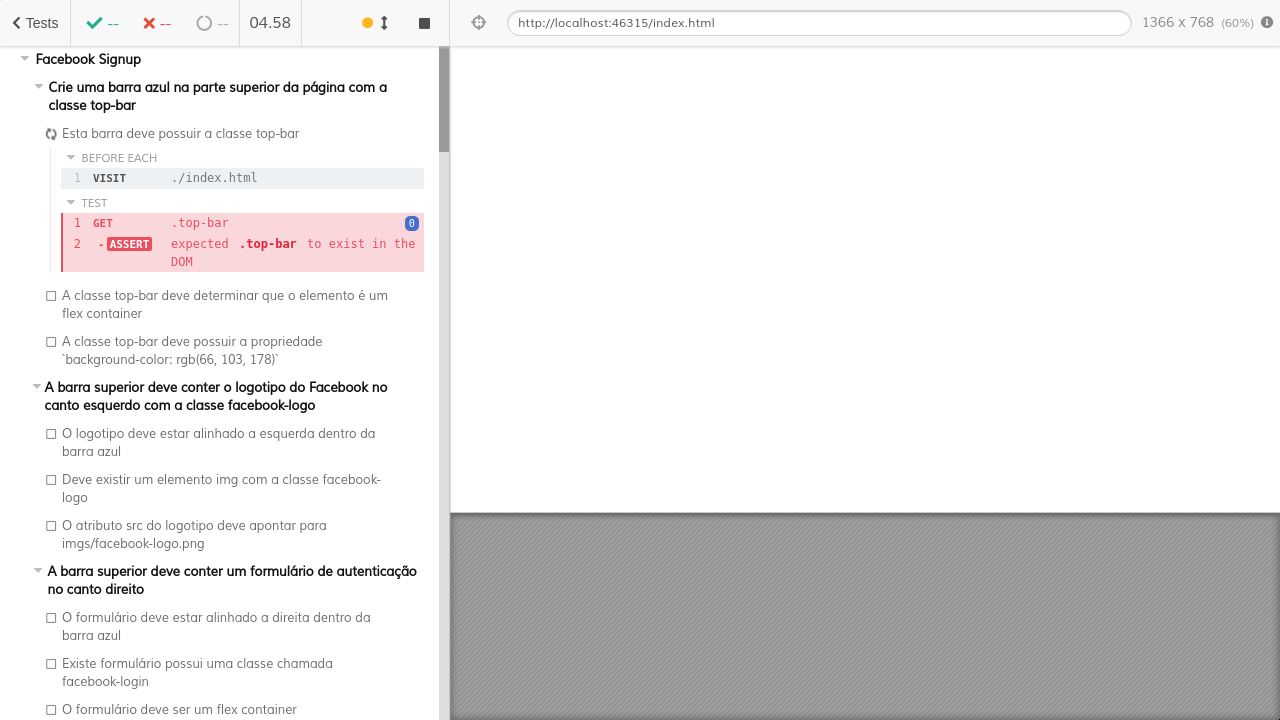 Tests -- -- -- 04.58 http://localhost:46315/index.html 1366 x 768 (60%)
Facebook Signup
Crie uma barra azul na parte superior da página com a
classe top-bar
Esta barra deve possuir a classe top-bar
BEFORE EACH
1 VISIT ./index.html
TEST
1 GET .top-bar 0
2 -ASSERT expected .top-bar to exist in the
DOM
A classe top-bar deve determinar que o elemento é um
flex container
A classe top-bar deve possuir a propriedade
`background-color: rgb(66, 103, 178)`
A barra superior deve conter o logotipo do Facebook no
canto esquerdo com a classe facebook-logo
O logotipo deve estar alinhado a esquerda dentro da
barra azul
Deve existir um elemento img com a classe facebook-
logo
O atributo src do logotipo deve apontar para
imgs/facebook-logo.png
A barra superior deve conter um formulário de autenticação
no canto direito
O formulário deve estar alinhado a direita dentro da
barra azul
Existe formulário possui uma classe chamada
facebook-login
O formulário deve ser um flex container